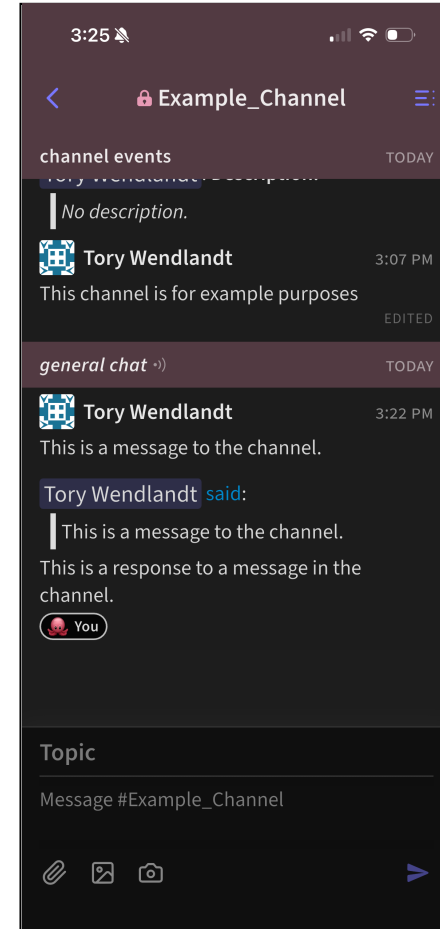 3:25
Example_Channel
channel events TODAY
No description.
Tory Wendlandt 3:07 PM
This channel is for example purposes
EDITED
general chat TODAY
Tory Wendlandt 3:22 PM
This is a message to the channel.
Tory Wendlandt said:
This is a message to the channel.
This is a response to a message in the
channel.
You
Topic
Message #Example_Channel